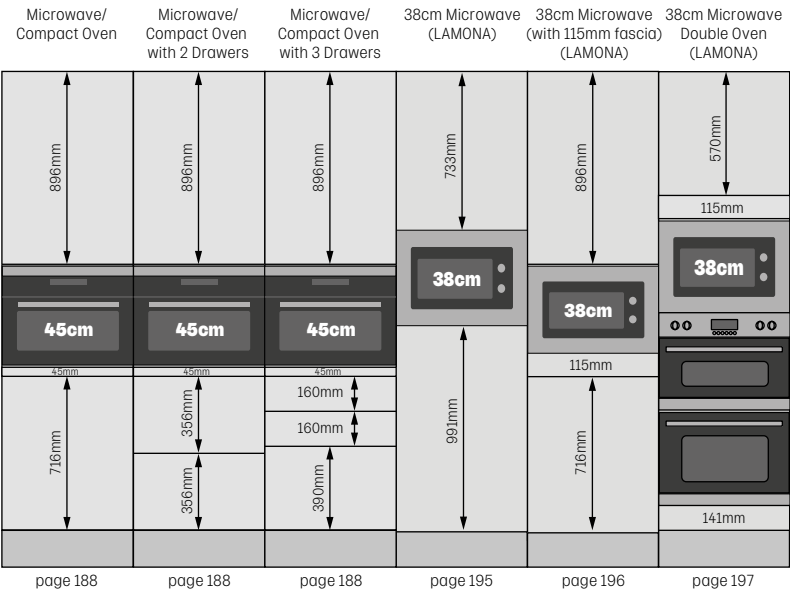 Microwave/
Compact Oven
Microwave/
Compact Oven
with 2 Drawers
Microwave/
Compact Oven
with 3 Drawers
38cm Microwave
(LAMONA)
38cm Microwave
(with 115mm fascia)
(LAMONA)
38cm Microwave
Double Oven
(LAMONA)
896mm
45cm
45mm
716mm
page 188
896mm
45cm
45mm
356mm
356mm
page 188
896mm
45cm
45mm
160mm
160mm
390mm
page 188
733mm
38cm
991mm
page 195
896mm
38cm
115mm
716mm
page 196
570mm
115mm
38cm
141mm
page 197